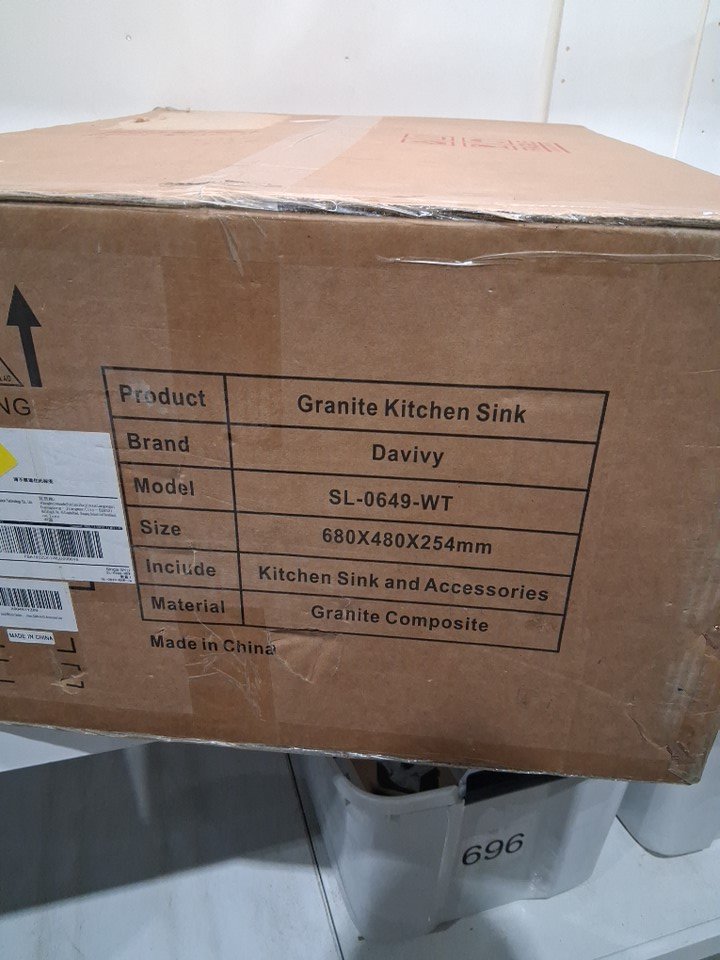 NG
Product Granite Kitchen Sink
Brand Davivy
Model SL-0649-WT
Size 680X480X254mm
Include Kitchen Sink and Accessories
Material Granite Composite
Made in China
MADE IN CHINA
696